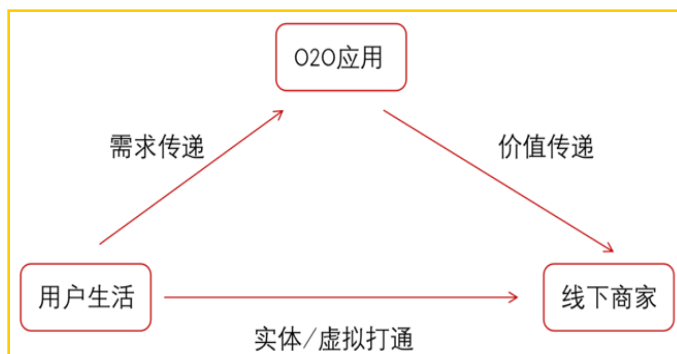 O2O应用
需求传递
价值传递
用户生活
线下商家
实体/虚拟打通